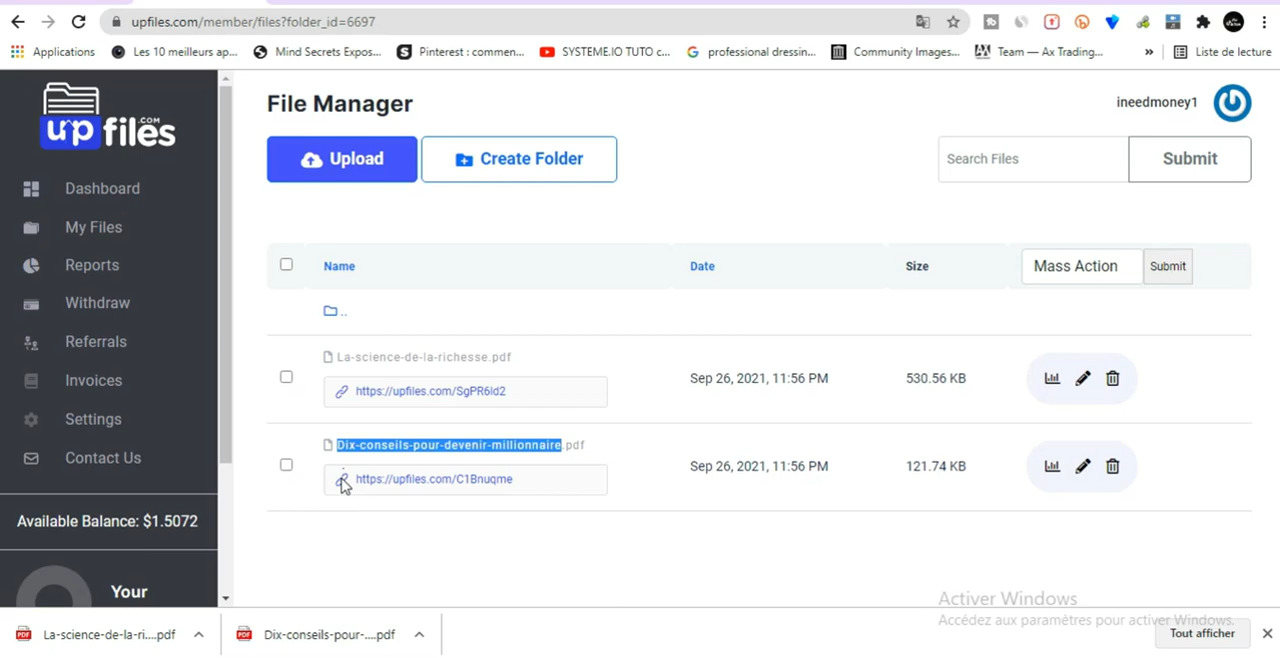 upfiles.com/member/files?folder_id=6697
Applications Les 10 meilleurs ap... Mind Secrets Expos... Pinterest : commen... SYSTEME.IO TUTO c... professional dressin... Community Images... Team — Ax Trading... » Liste de lecture
upfiles.com
File Manager
ineedmoney1
Upload Create Folder
Search Files Submit
Dashboard
My Files
Reports
Withdraw
Referrals
Invoices
Settings
Contact Us
Available Balance: $1.5072
Your
Name Date Size Mass Action Submit
..
La-science-de-la-richesse.pdf
https://upfiles.com/SgPR6ld2
Sep 26, 2021, 11:56 PM 530.56 KB
Dix-conseils-pour-devenir-millionnaire.pdf
https://upfiles.com/C1Bnuqme
Sep 26, 2021, 11:56 PM 121.74 KB
Activer Windows
Accédez aux paramètres pour activer Windows.
La-science-de-la-ri....pdf Dix-conseils-pour-....pdf Tout afficher